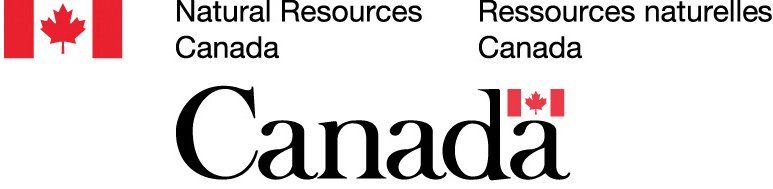 Natural Resources
Canada
Ressources naturelles
Canada
Canada